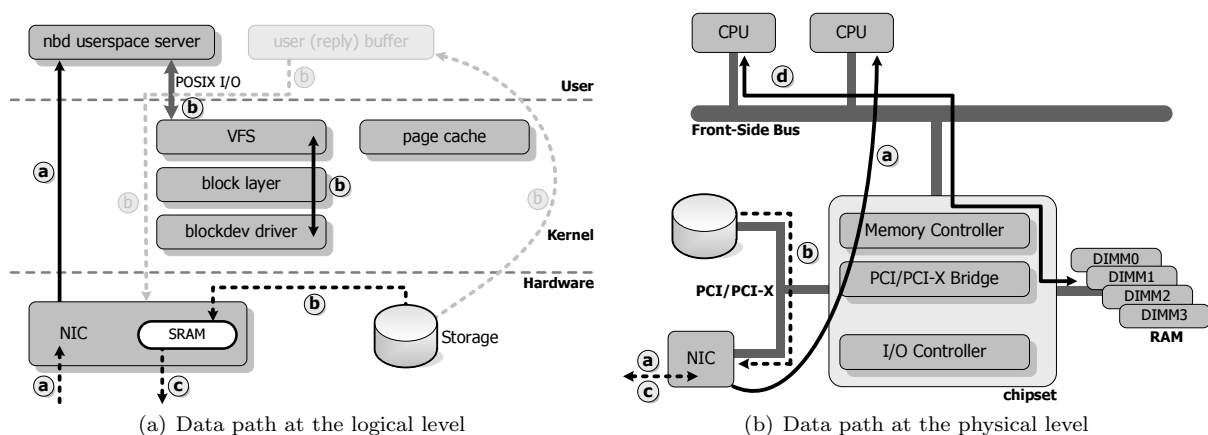 nbd userspace server
user (reply) buffer
b
POSIX I/O
b
User
VFS
page cache
a
block layer
b
b
b
blockdev driver
Kernel
Hardware
b
NIC
SRAM
Storage
a
c
(a) Data path at the logical level
CPU
CPU
d
Front-Side Bus
a
Memory Controller
b
PCI/PCI-X Bridge
PCI/PCI-X
DIMM0
DIMM1
DIMM2
DIMM3
RAM
a
NIC
c
I/O Controller
chipset
(b) Data path at the physical level